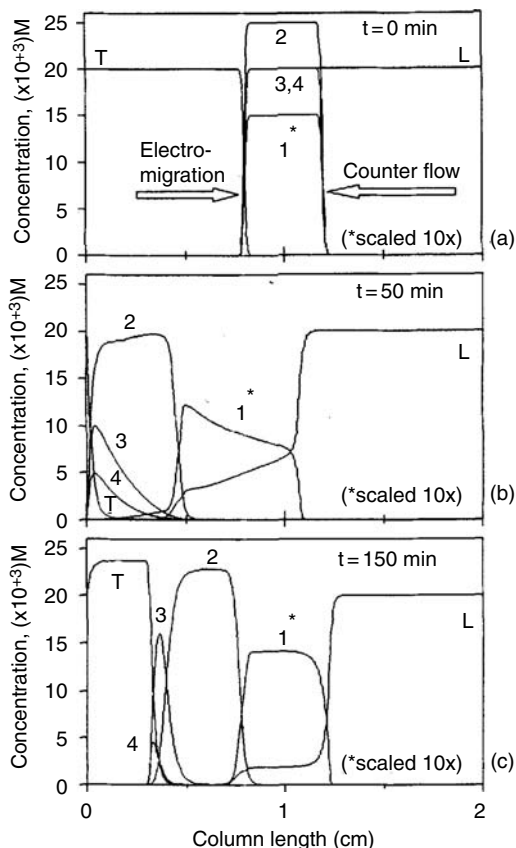 Concentration, (x10+3)M
25
20
15
10
5
0
T
2
3,4
*
1
t = 0 min
L
Electro-
migration
Counter flow
(*scaled 10x)
(a)
Concentration, (x10+3)M
25
20
15
10
5
0
2
3
4
T
*
1
t = 50 min
L
(*scaled 10x)
(b)
Concentration, (x10+3)M
25
20
15
10
5
0
T
3
4
2
*
1
t = 150 min
L
(*scaled 10x)
(c)
0
1
2
Column length (cm)